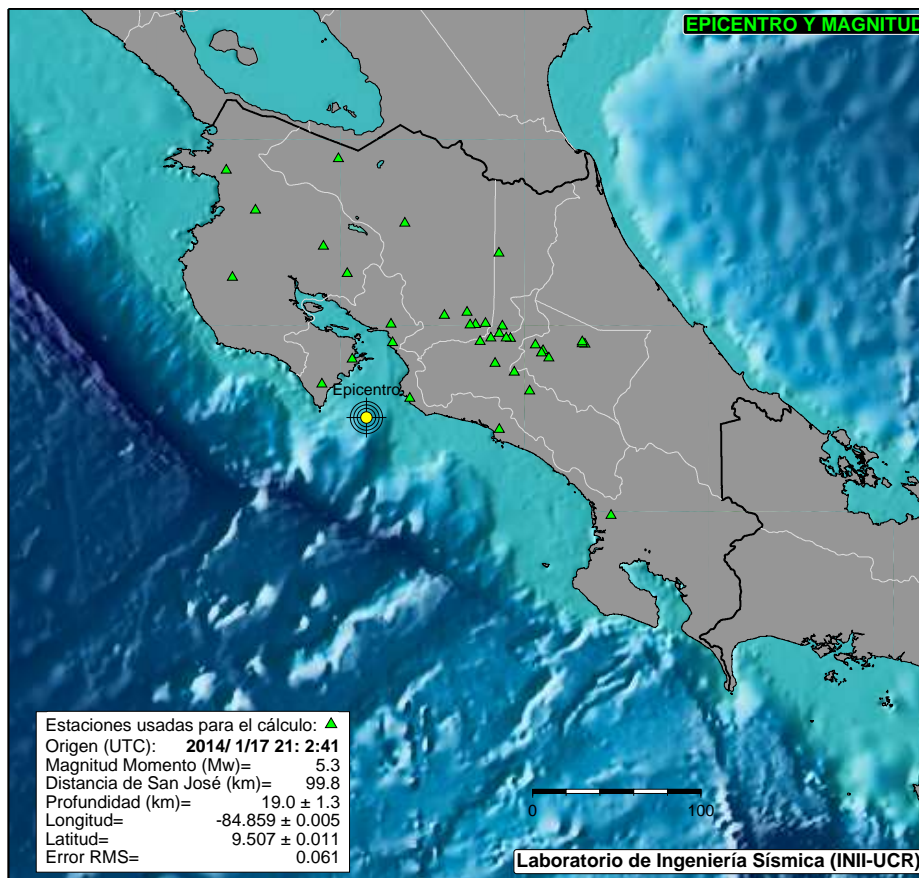 EPICENTRO Y MAGNITUD
Epicentro
Estaciones usadas para el cálculo:
Origen (UTC): 2014/ 1/17 21: 2:41
Magnitud Momento (Mw)= 5.3
Distancia de San José (km)= 99.8
Profundidad (km)= 19.0 ± 1.3
Longitud= -84.859 ± 0.005
Latitud= 9.507 ± 0.011
Error RMS= 0.061
0 100
Laboratorio de Ingeniería Sísmica (INII-UCR)